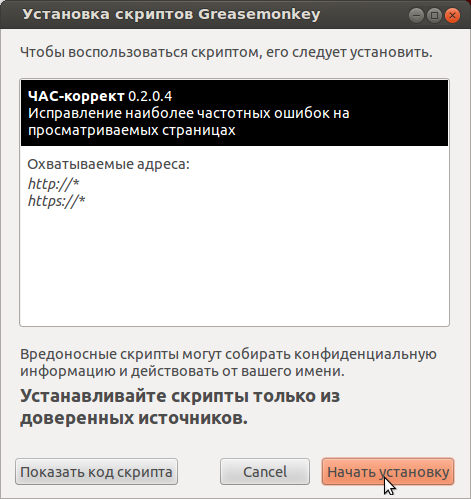 Установка скриптов Greasemonkey
Чтобы воспользоваться скриптом, его следует установить.
ЧАС-коррект 0.2.0.4
Исправление наиболее частотных ошибок на
просматриваемых страницах
Охватываемые адреса:
http://*
https://*
Вредоносные скрипты могут собирать конфиденциальную
информацию и действовать от вашего имени.
Устанавливайте скрипты только из
доверенных источников.
Показать код скрипта
Cancel
Начать установку